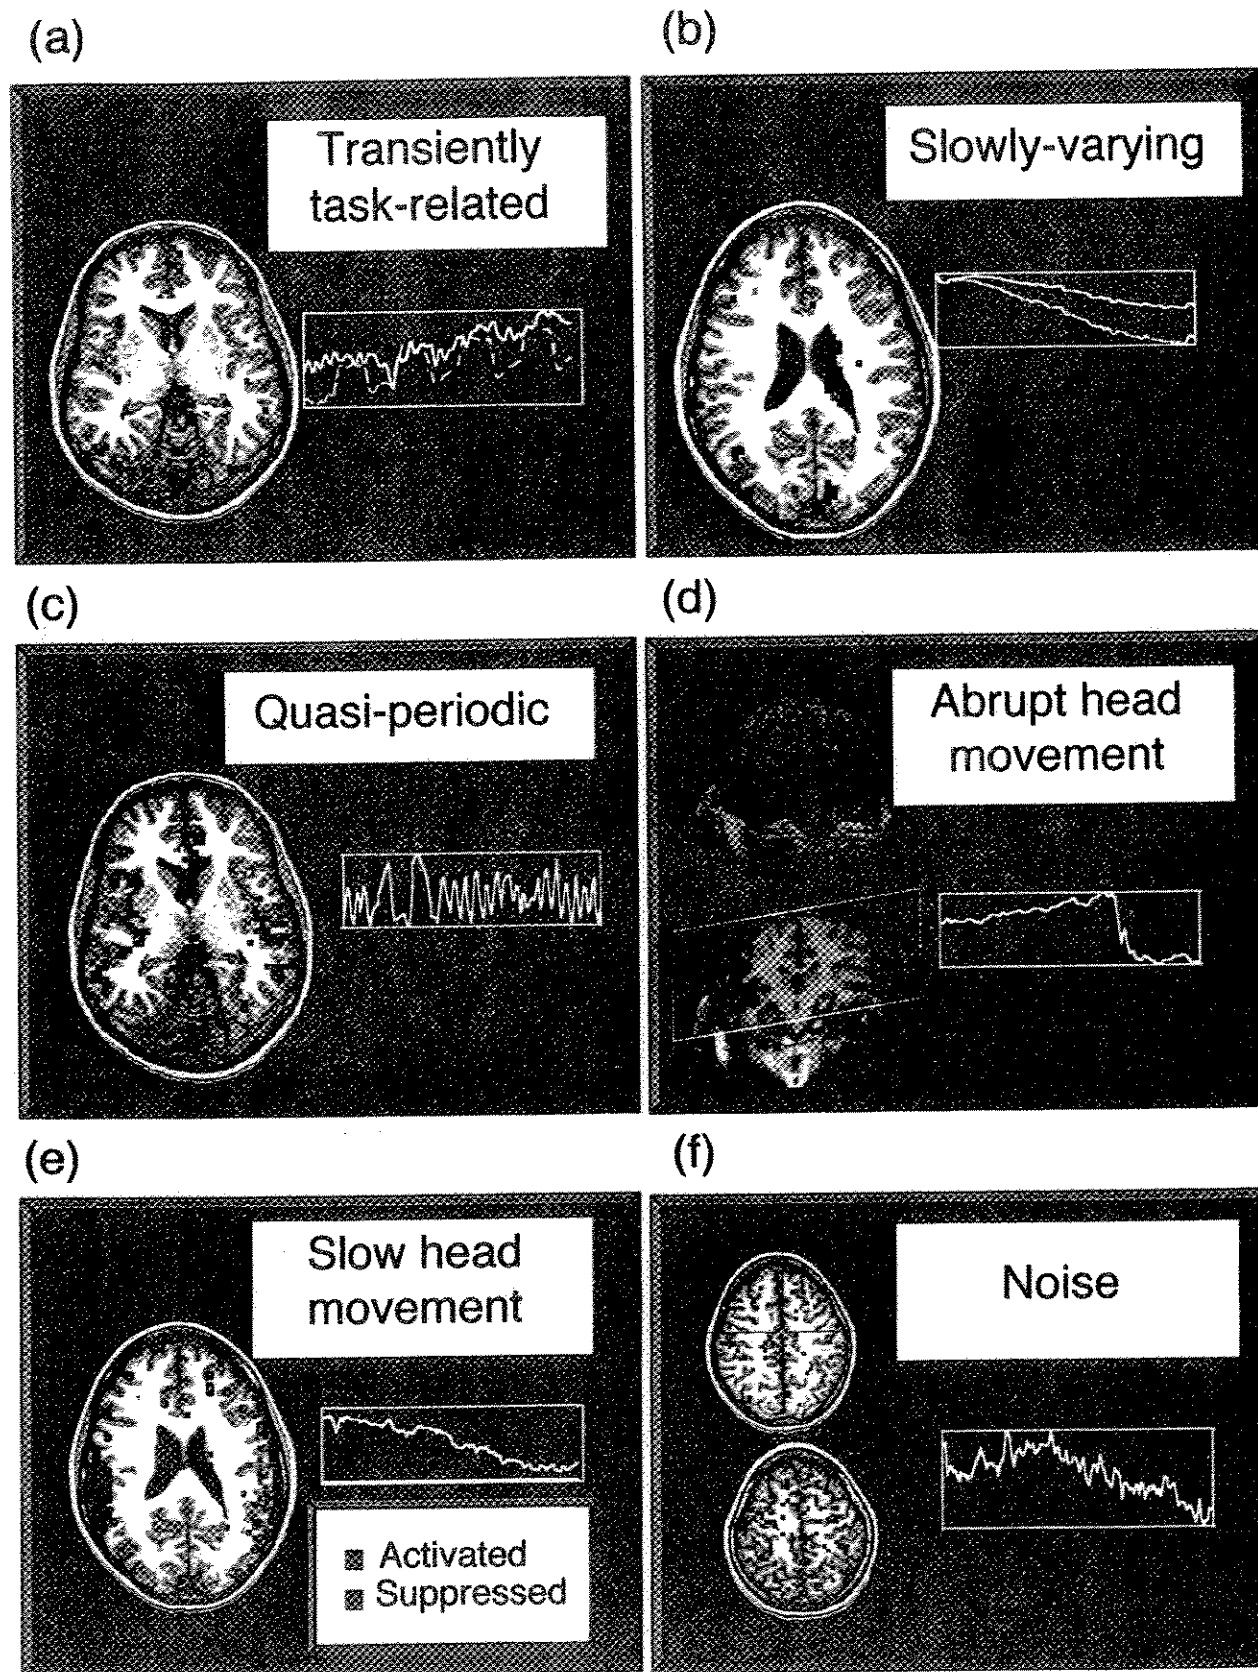 (a)
Transiently
task-related
(b)
Slowly-varying
(c)
Quasi-periodic
(d)
Abrupt head
movement
(e)
Slow head
movement
Activated
Suppressed
(f)
Noise